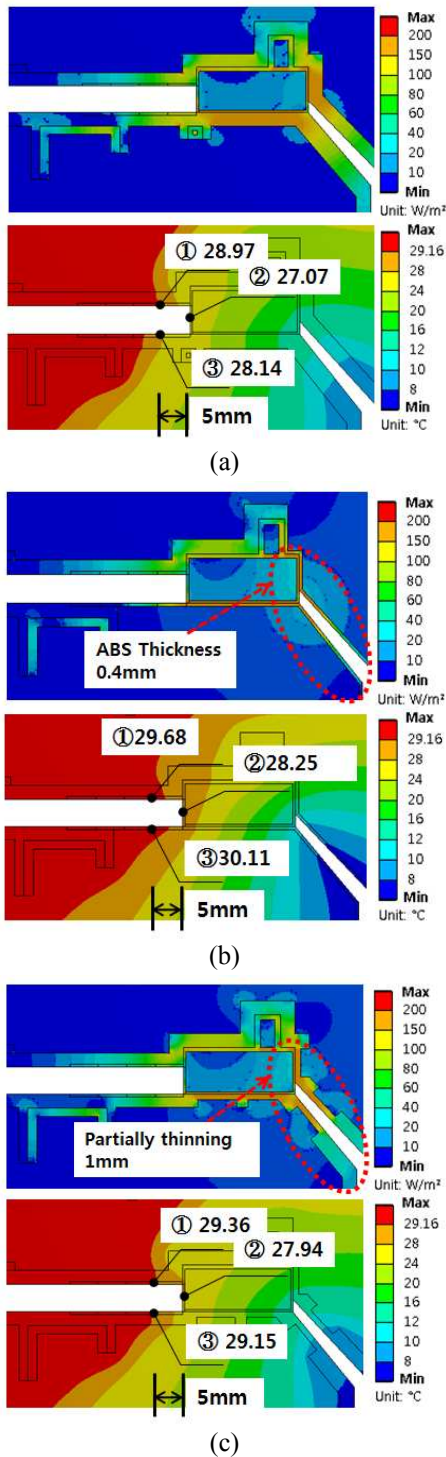 Max
200
150
100
80
60
40
20
10
Min
Unit: W/m²
① 28.97
② 27.07
③ 28.14
5mm
Max
29.16
28
24
20
16
12
10
8
Min
Unit: °C
(a)
ABS Thickness
0.4mm
Max
200
150
100
80
60
40
20
10
Min
Unit: W/m²
①29.68
②28.25
③30.11
5mm
Max
29.16
28
24
20
16
12
10
8
Min
Unit: °C
(b)
Partially thinning
1mm
Max
200
150
100
80
60
40
20
10
Min
Unit: W/m²
① 29.36
② 27.94
③ 29.15
5mm
Max
29.16
28
24
20
16
12
10
8
Min
Unit: °C
(c)